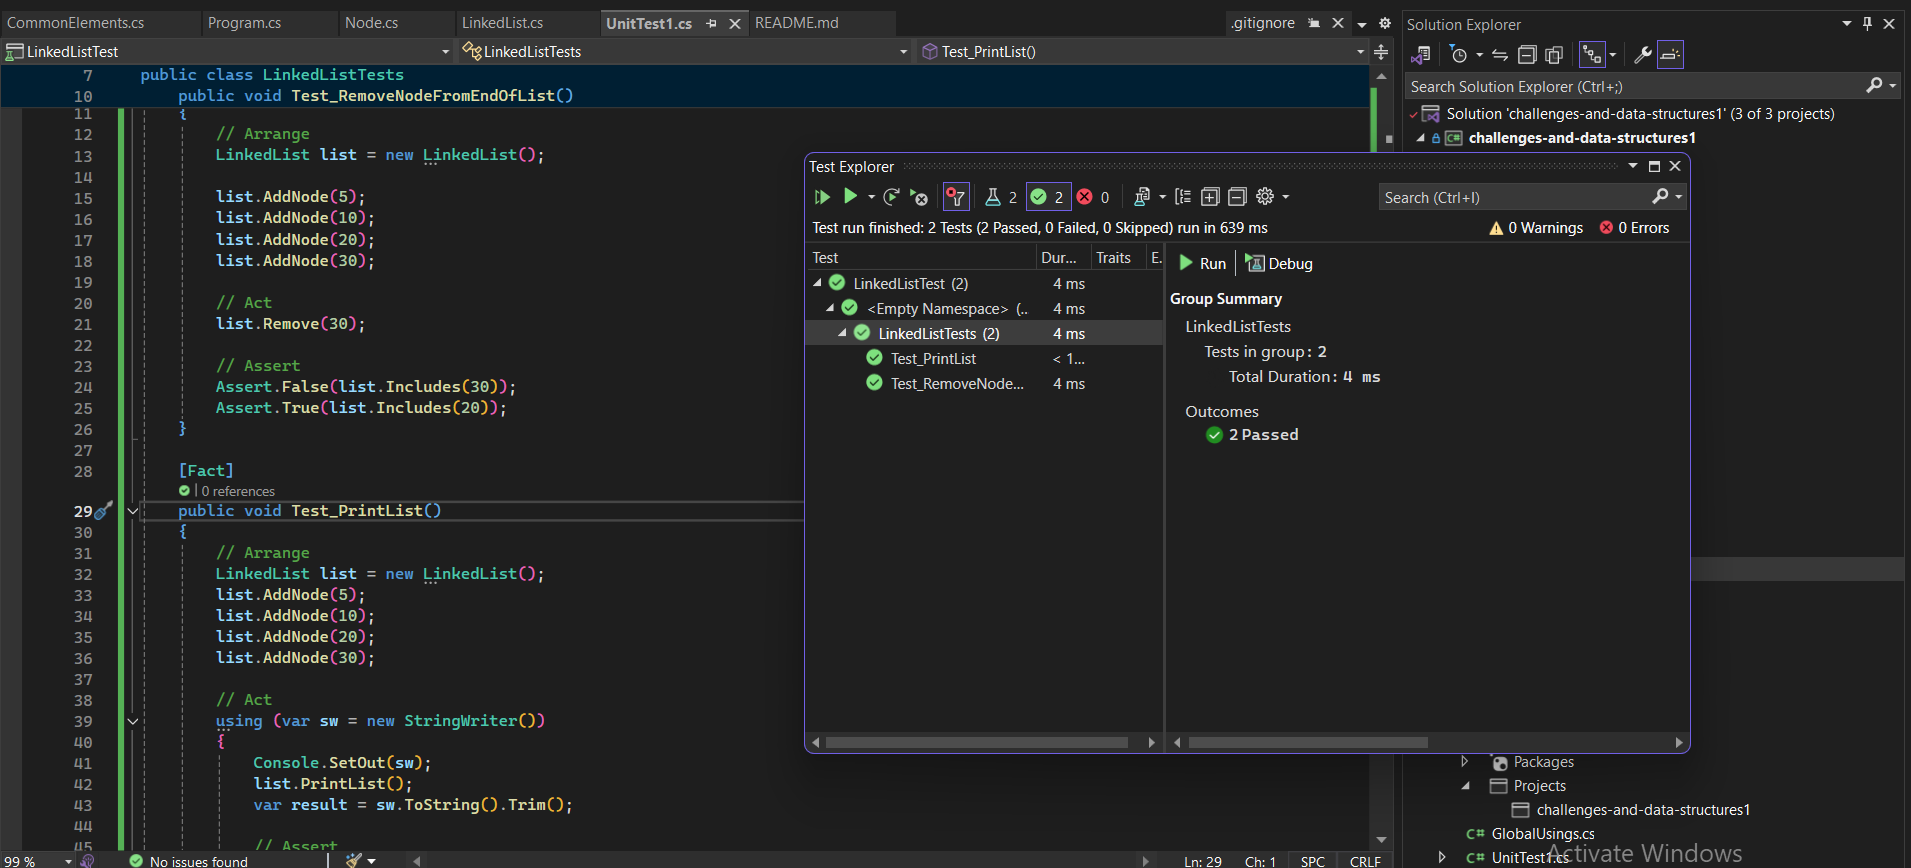 CommonElements.cs Program.cs Node.cs LinkedList.cs UnitTest1.cs README.md .gitignore
LinkedListTest LinkedListTests Test_PrintList()
7 public class LinkedListTests
10 public void Test_RemoveNodeFromEndOfList()
11 {
12 // Arrange
13 LinkedList list = new LinkedList();
14
15 list.AddNode(5);
16 list.AddNode(10);
17 list.AddNode(20);
18 list.AddNode(30);
19
20 // Act
21 list.Remove(30);
22
23 // Assert
24 Assert.False(list.Includes(30));
25 Assert.True(list.Includes(20));
26 }
27
28 [Fact]
0 references
29 public void Test_PrintList()
30 {
31 // Arrange
32 LinkedList list = new LinkedList();
33 list.AddNode(5);
34 list.AddNode(10);
35 list.AddNode(20);
36 list.AddNode(30);
37
38 // Act
39 using (var sw = new StringWriter())
40 {
41 Console.SetOut(sw);
42 list.PrintList();
43 var result = sw.ToString().Trim();
44
45 // Assert
99 % No issues found Ln: 29 Ch: 1 SPC CRLF
Test Explorer
2 2 0 Search (Ctrl+I)
Test run finished: 2 Tests (2 Passed, 0 Failed, 0 Skipped) run in 639 ms 0 Warnings 0 Errors
Test Dur... Traits E.
LinkedListTest (2) 4 ms
<Empty Namespace> (.. 4 ms
LinkedListTests (2) 4 ms
Test_PrintList < 1...
Test_RemoveNode... 4 ms
Run Debug
Group Summary
LinkedListTests
Tests in group: 2
Total Duration: 4 ms
Outcomes
2 Passed
Solution Explorer
Search Solution Explorer (Ctrl+;)
Solution 'challenges-and-data-structures1' (3 of 3 projects)
C# challenges-and-data-structures1
Packages
Projects
challenges-and-data-structures1
C# GlobalUsings.cs
C# UnitTest1.cs
Activate Windows